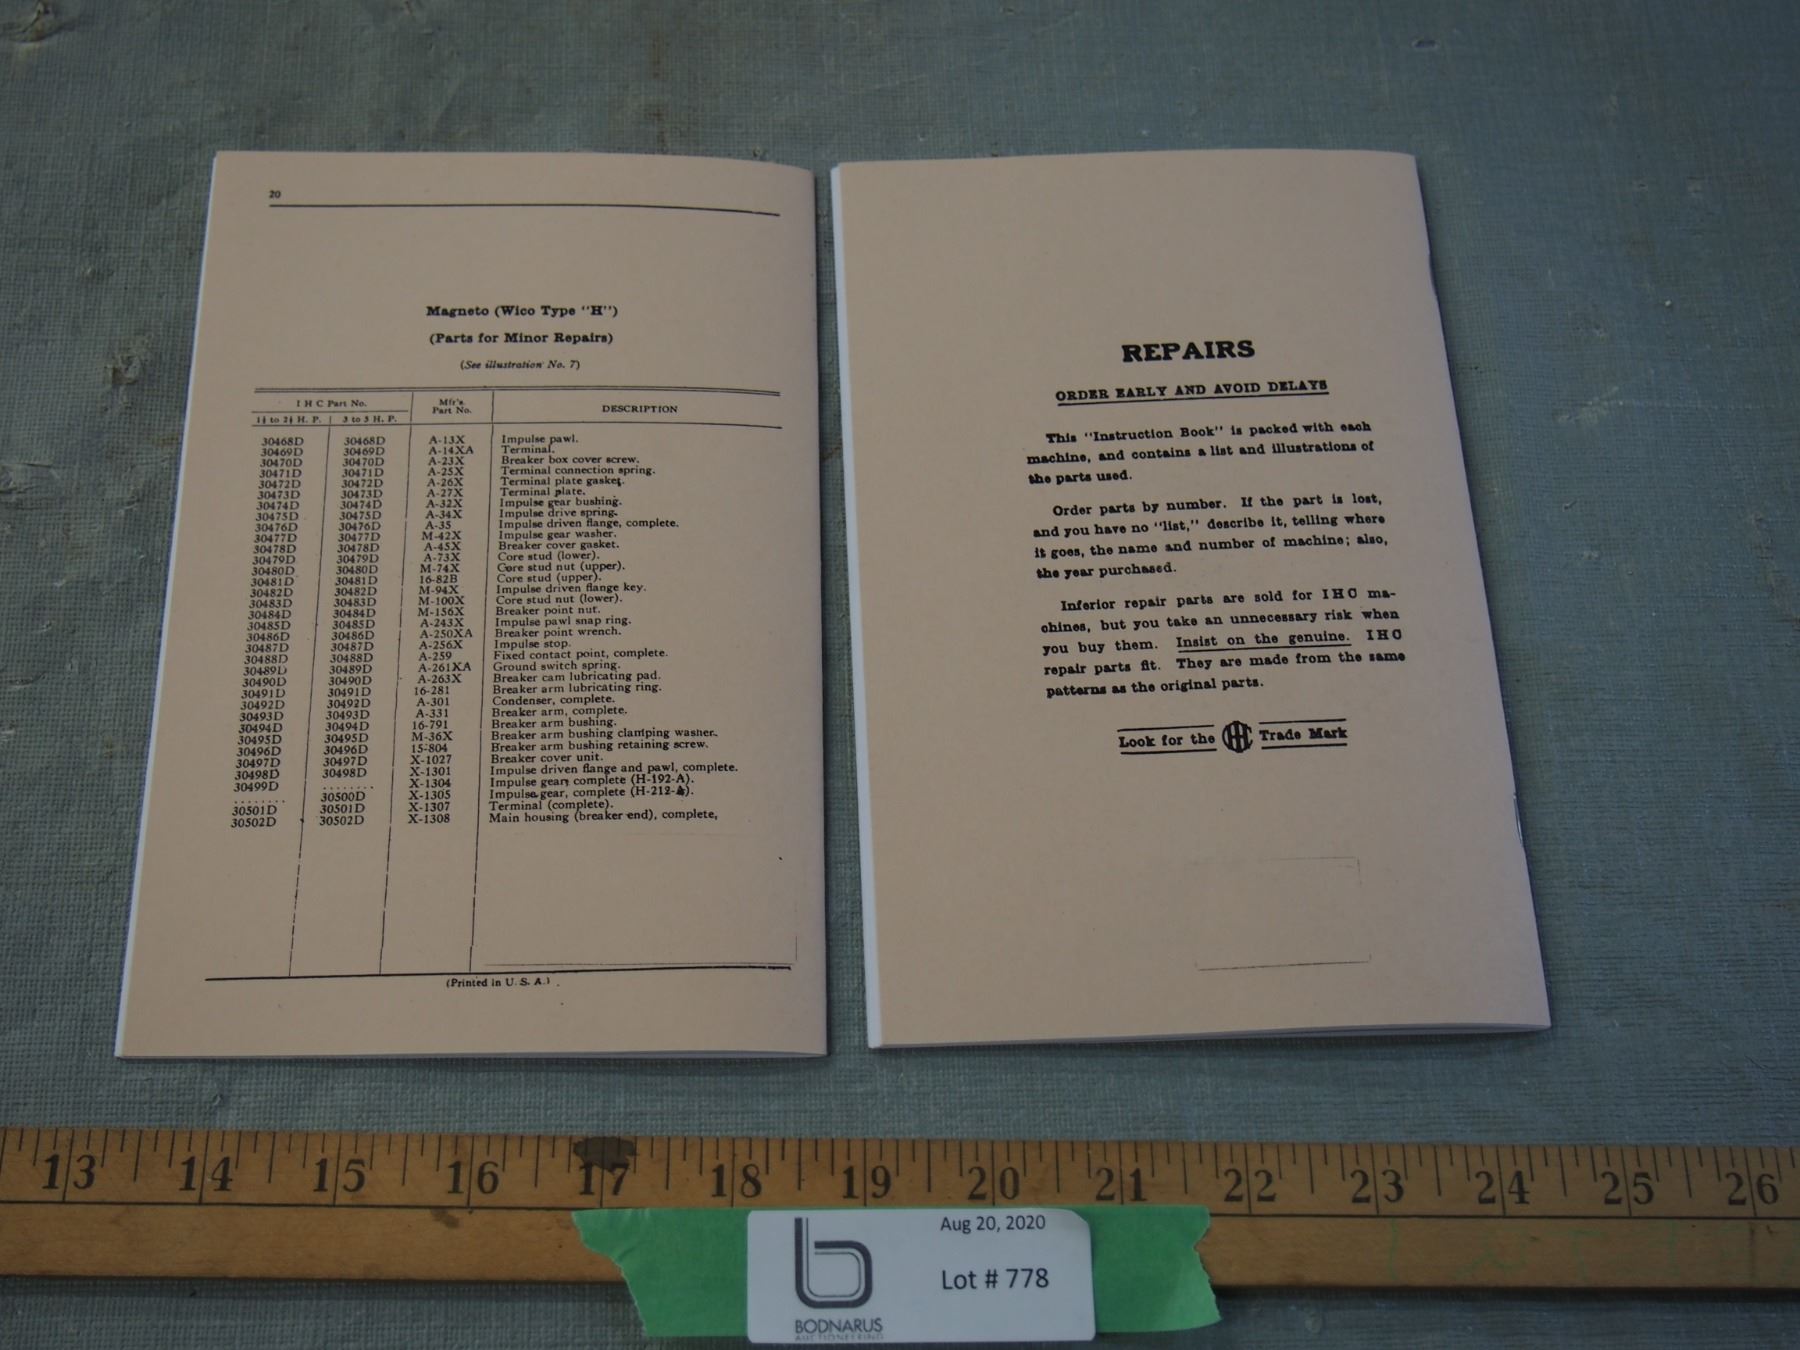 20
Magneto (Wico Type "H")
(Parts for Minor Repairs)
(See illustration No. 7)
I H C Part No. Mfr's Part No. DESCRIPTION
1½ to 2½ H. P. 3 to 5 H. P.
30468D 30468D A-13X Impulse pawl.
30469D 30469D A-14XA Terminal.
30470D 30470D A-23X Breaker box cover screw.
30471D 30471D A-25X Terminal connection spring.
30472D 30472D A-26X Terminal plate gasket.
30473D 30473D A-27X Terminal plate.
30474D 30474D A-32X Impulse gear bushing.
30475D 30475D A-34X Impulse drive spring.
30476D 30476D A-35 Impulse driven flange, complete.
30477D 30477D M-42X Impulse gear washer.
30478D 30478D A-45X Breaker cover gasket.
30479D 30479D A-73X Core stud (lower).
30480D 30480D M-74X Core stud nut (upper).
30481D 30481D 16-82B Core stud (upper).
30482D 30482D M-94X Impulse driven flange key.
30483D 30483D M-100X Core stud nut (lower).
30484D 30484D M-156X Breaker point nut.
30485D 30485D A-243X Impulse pawl snap ring.
30486D 30486D A-250XA Breaker point wrench.
30487D 30487D A-256X Impulse stop.
30488D 30488D A-259 Fixed contact point, complete.
30489D 30489D A-261XA Ground switch spring.
30490D 30490D A-263X Breaker cam lubricating pad.
30491D 30491D 16-281 Breaker arm lubricating ring.
30492D 30492D A-301 Condenser, complete.
30493D 30493D A-331 Breaker arm, complete.
30494D 30494D 16-791 Breaker arm bushing.
30495D 30495D M-36X Breaker arm bushing clamping washer.
30496D 30496D 15-804 Breaker arm bushing retaining screw.
30497D 30497D X-1027 Breaker cover unit.
30498D 30498D X-1301 Impulse driven flange and pawl, complete.
30499D ........ X-1304 Impulse gear, complete (H-192-A).
........ 30500D X-1305 Impulse gear, complete (H-212-A).
30501D 30501D X-1307 Terminal (complete).
30502D 30502D X-1308 Main housing (breaker end), complete,
(Printed in U. S. A.)
REPAIRS
ORDER EARLY AND AVOID DELAYS
This "Instruction Book" is packed with each
machine, and contains a list and illustrations of
the parts used.
Order parts by number. If the part is lost,
and you have no "list," describe it, telling where
it goes, the name and number of machine; also,
the year purchased.
Inferior repair parts are sold for IHC ma-
chines, but you take an unnecessary risk when
you buy them. Insist on the genuine. IHC
repair parts fit. They are made from the same
patterns as the original parts.
Look for the IHC Trade Mark
13 14 15 16 17 18 19 20 21 22 23 24 25 26
Aug 20, 2020
Lot # 778
b
BODNARUS
AUCTIONEERING